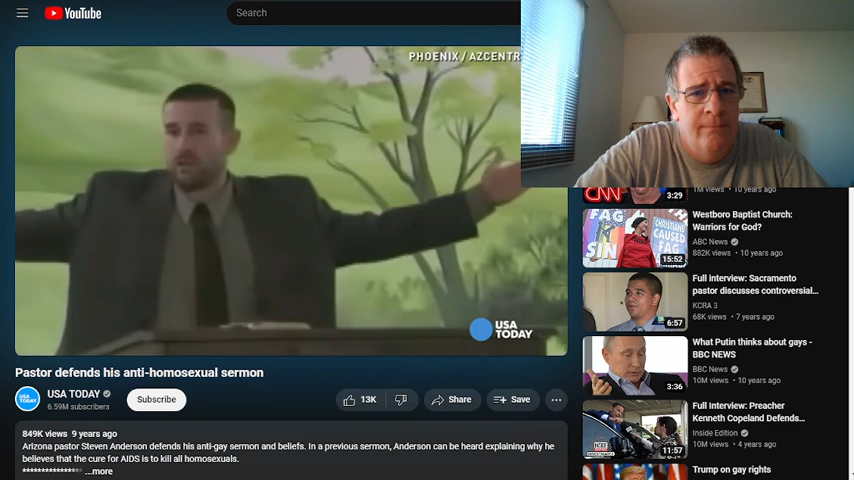 YouTube
Search
PHOENIX / AZCENTR
USA
TODAY
Pastor defends his anti-homosexual sermon
USA TODAY
6.59M subscribers
Subscribe
13K
Share
Save
849K views 9 years ago
Arizona pastor Steven Anderson defends his anti-gay sermon and beliefs. In a previous sermon, Anderson can be heard explaining why he
believes that the cure for AIDS is to kill all homosexuals.
...more
CNN
3:29
1M views • 10 years ago
FAG
SIN
CHRISTIANS
CAUSED
FAG
15:52
Westboro Baptist Church:
Warriors for God?
ABC News
882K views • 10 years ago
6:57
Full interview: Sacramento
pastor discusses controversial...
KCRA 3
68K views • 7 years ago
3:36
What Putin thinks about gays -
BBC NEWS
BBC News
10M views • 10 years ago
11:57
Full Interview: Preacher
Kenneth Copeland Defends...
Inside Edition
10M views • 4 years ago
Trump on gay rights